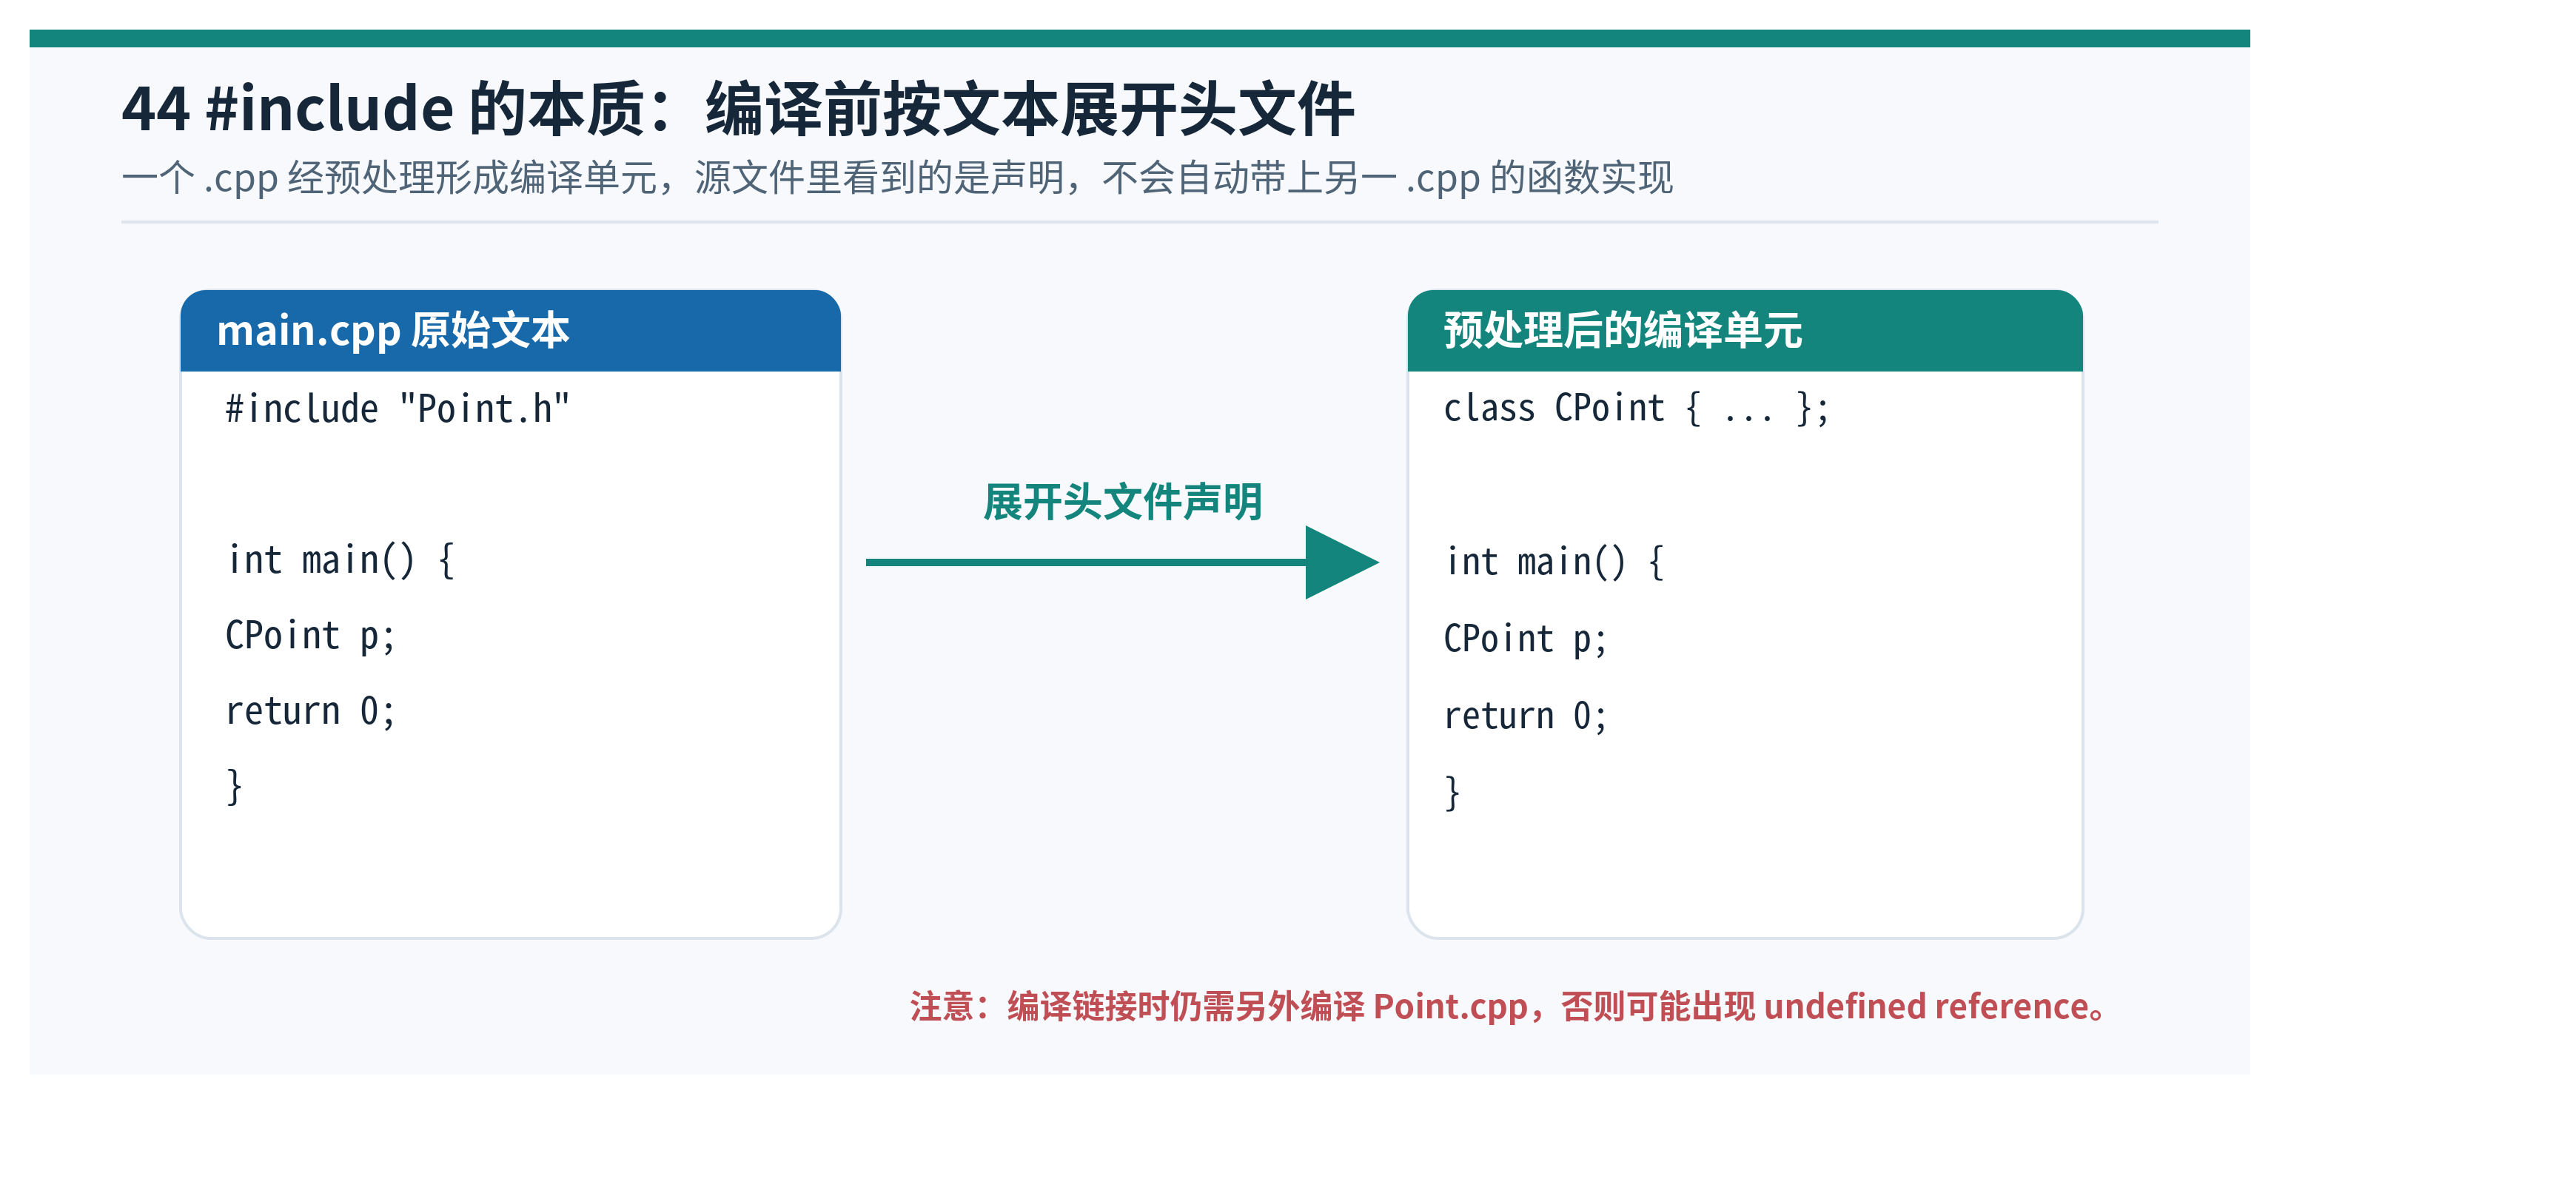 44 #include 的本质：编译前按文本展开头文件
一个 .cpp 经预处理形成编译单元，源文件里看到的是声明，不会自动带上另一 .cpp 的函数实现
main.cpp 原始文本
#include "Point.h"
int main() {
CPoint p;
return 0;
}
展开头文件声明
预处理后的编译单元
class CPoint { ... };
int main() {
CPoint p;
return 0;
}
注意：编译链接时仍需另外编译 Point.cpp，否则可能出现 undefined reference。